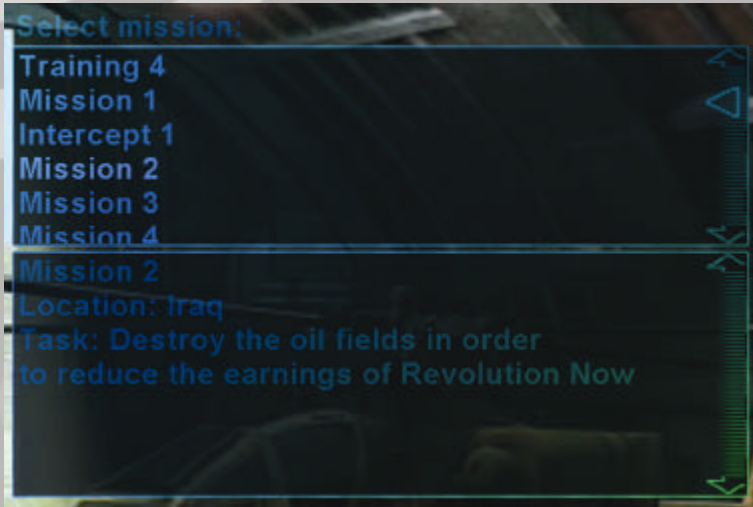 Select mission:
Training 4
Mission 1
Intercept 1
Mission 2
Mission 3
Mission 4
Mission 2
Location: Iraq
Task: Destroy the oil fields in order
to reduce the earnings of Revolution Now